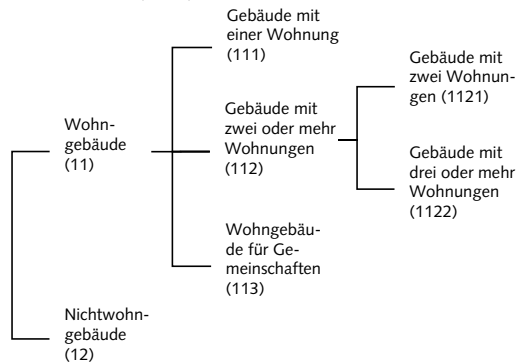 Gebäude mit
einer Wohnung
(111)
Gebäude mit
zwei Wohnun-
gen (1121)
Wohn-
gebäude
(11)
Gebäude mit
zwei oder mehr
Wohnungen
(112)
Gebäude mit
drei oder mehr
Wohnungen
(1122)
Wohngebäu-
de für Ge-
meinschaften
(113)
Nichtwohn-
gebäude
(12)